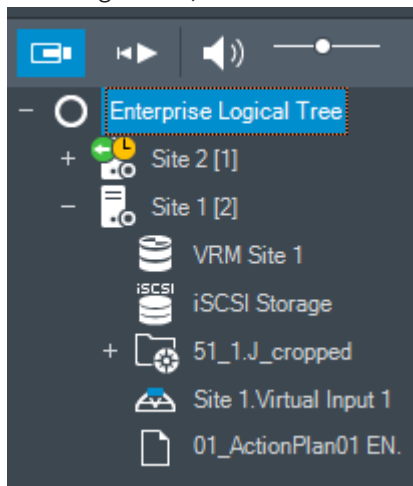 Enterprise Logical Tree
Site 2 [1]
Site 1 [2]
VRM Site 1
iSCSI
iSCSI Storage
51_1.J_cropped
Site 1.Virtual Input 1
01_ActionPlan01 EN.